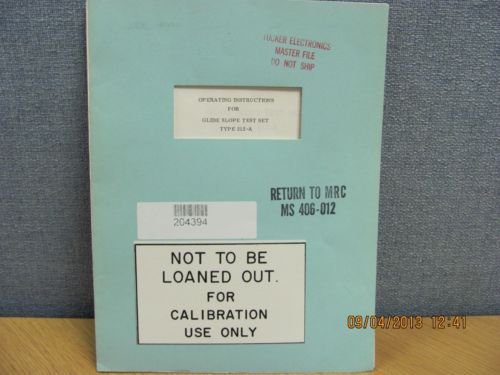 TUCKER ELECTRONICS
MASTER FILE
DO NOT SHIP
OPERATING INSTRUCTIONS
FOR
GLIDE SLOPE TEST SET
TYPE 212-A
RETURN TO MRC
MS 406-012
204394
NOT TO BE
LOANED OUT.
FOR
CALIBRATION
USE ONLY
09/04/2013 12:41